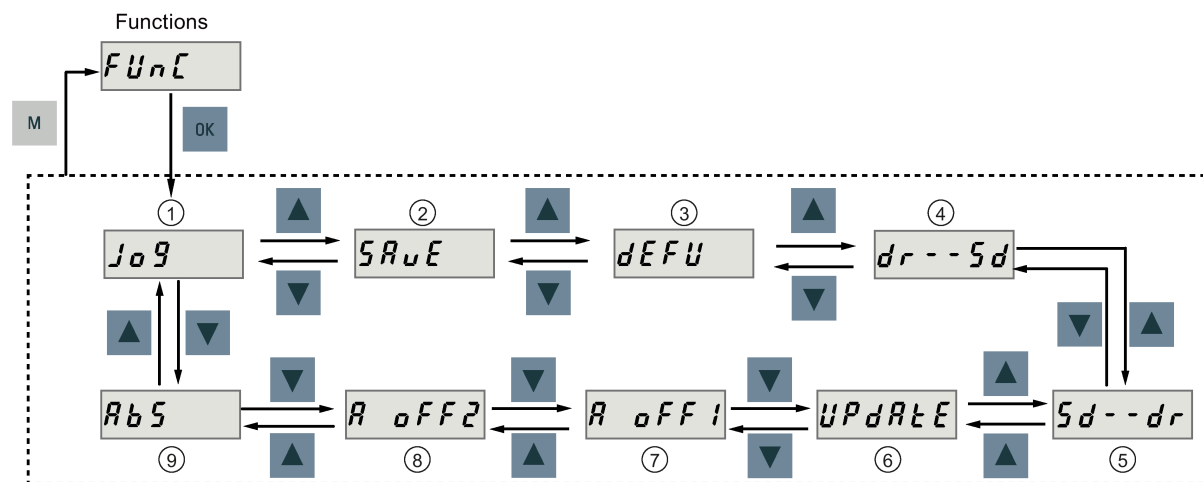 Functions
FUnC
M
OK
1
2
3
4
Jog
SAvE
dEFU
dr--Sd
AbS
A oFF2
A oFF1
UPdAtE
Sd--dr
9
8
7
6
5